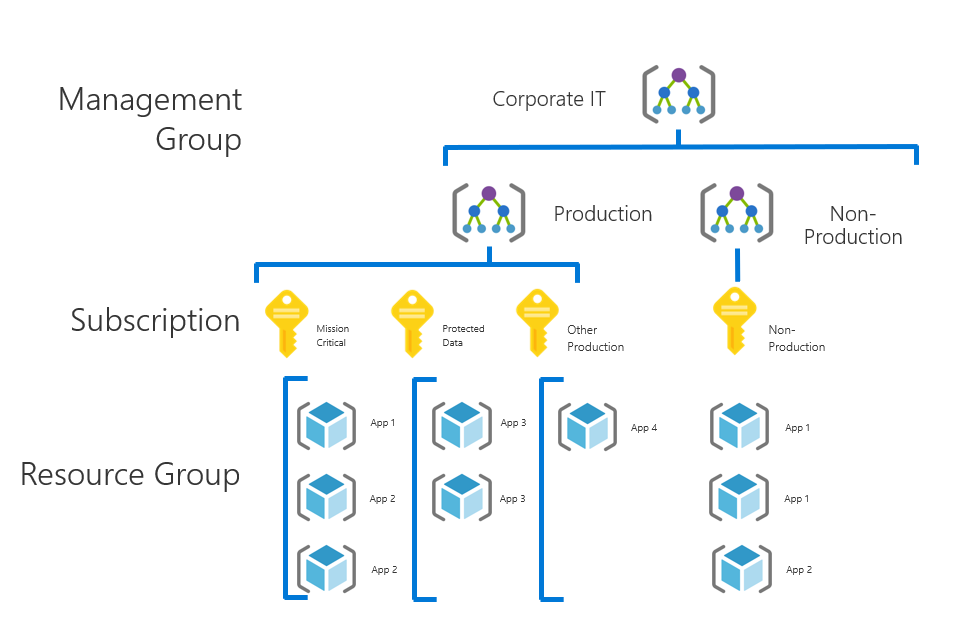 Management
Group
Corporate IT
Production
Non-
Production
Subscription
Mission
Critical
Protected
Data
Other
Production
Non-
Production
Resource Group
App 1
App 3
App 4
App 1
App 2
App 3
App 1
App 2
App 2